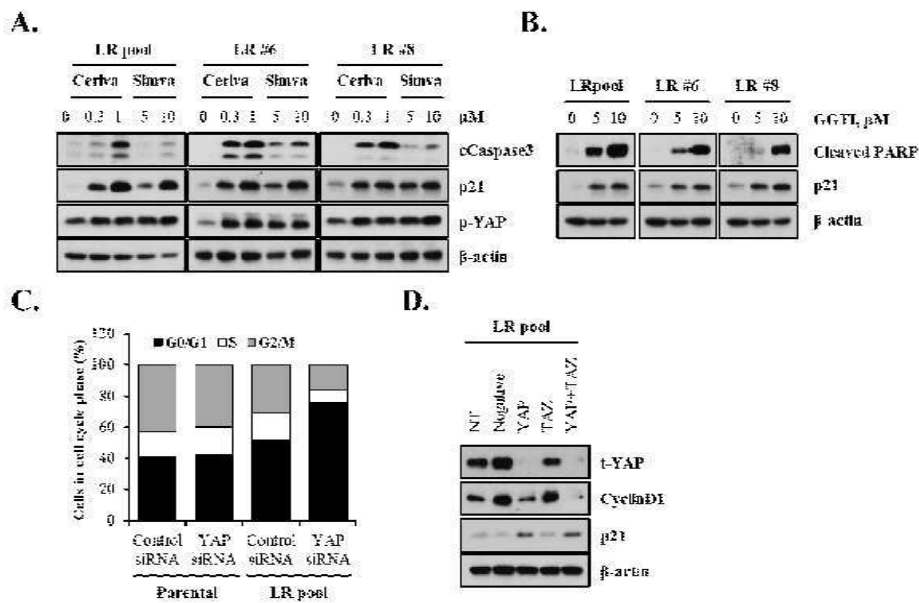 A.
LR pool LR #6 LR #8
Ceriva Simva Ceriva Simva Ceriva Simva
0 0.3 1 5 10 0 0.3 1 5 10 0 0.3 1 5 10 μM
cCaspase3
p21
p-YAP
β-actin
B.
LRpool LR #6 LR #8
0 5 10 0 5 10 0 5 10 GGTI, μM
Cleaved PARP
p21
β actin
C.
Cells in cell cycle phase (%)
120
100
80
60
40
20
0
G0/G1 S G2/M
Control siRNA YAP siRNA Control siRNA YAP siRNA
Parental LR pool
D.
LR pool
NT Negative YAP TAZ YAP+TAZ
t-YAP
CyclinD1
p21
β-actin